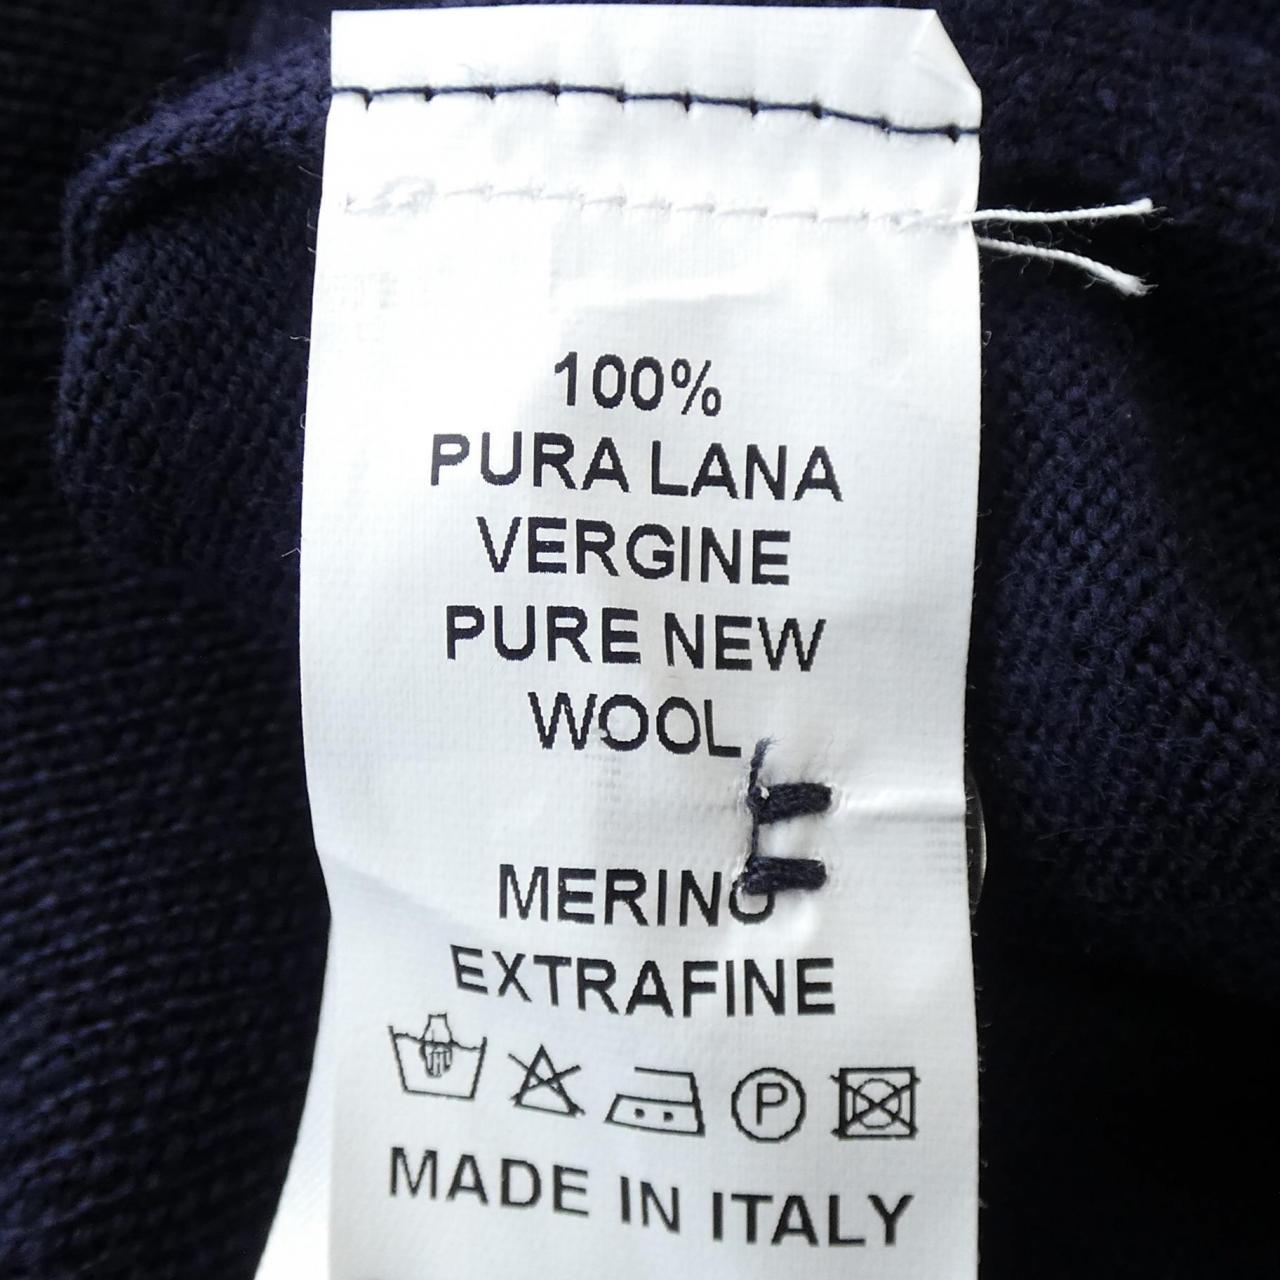 100%
PURA LANA
VERGINE
PURE NEW
WOOL
MERINO
EXTRAFINE
P
MADE IN ITALY